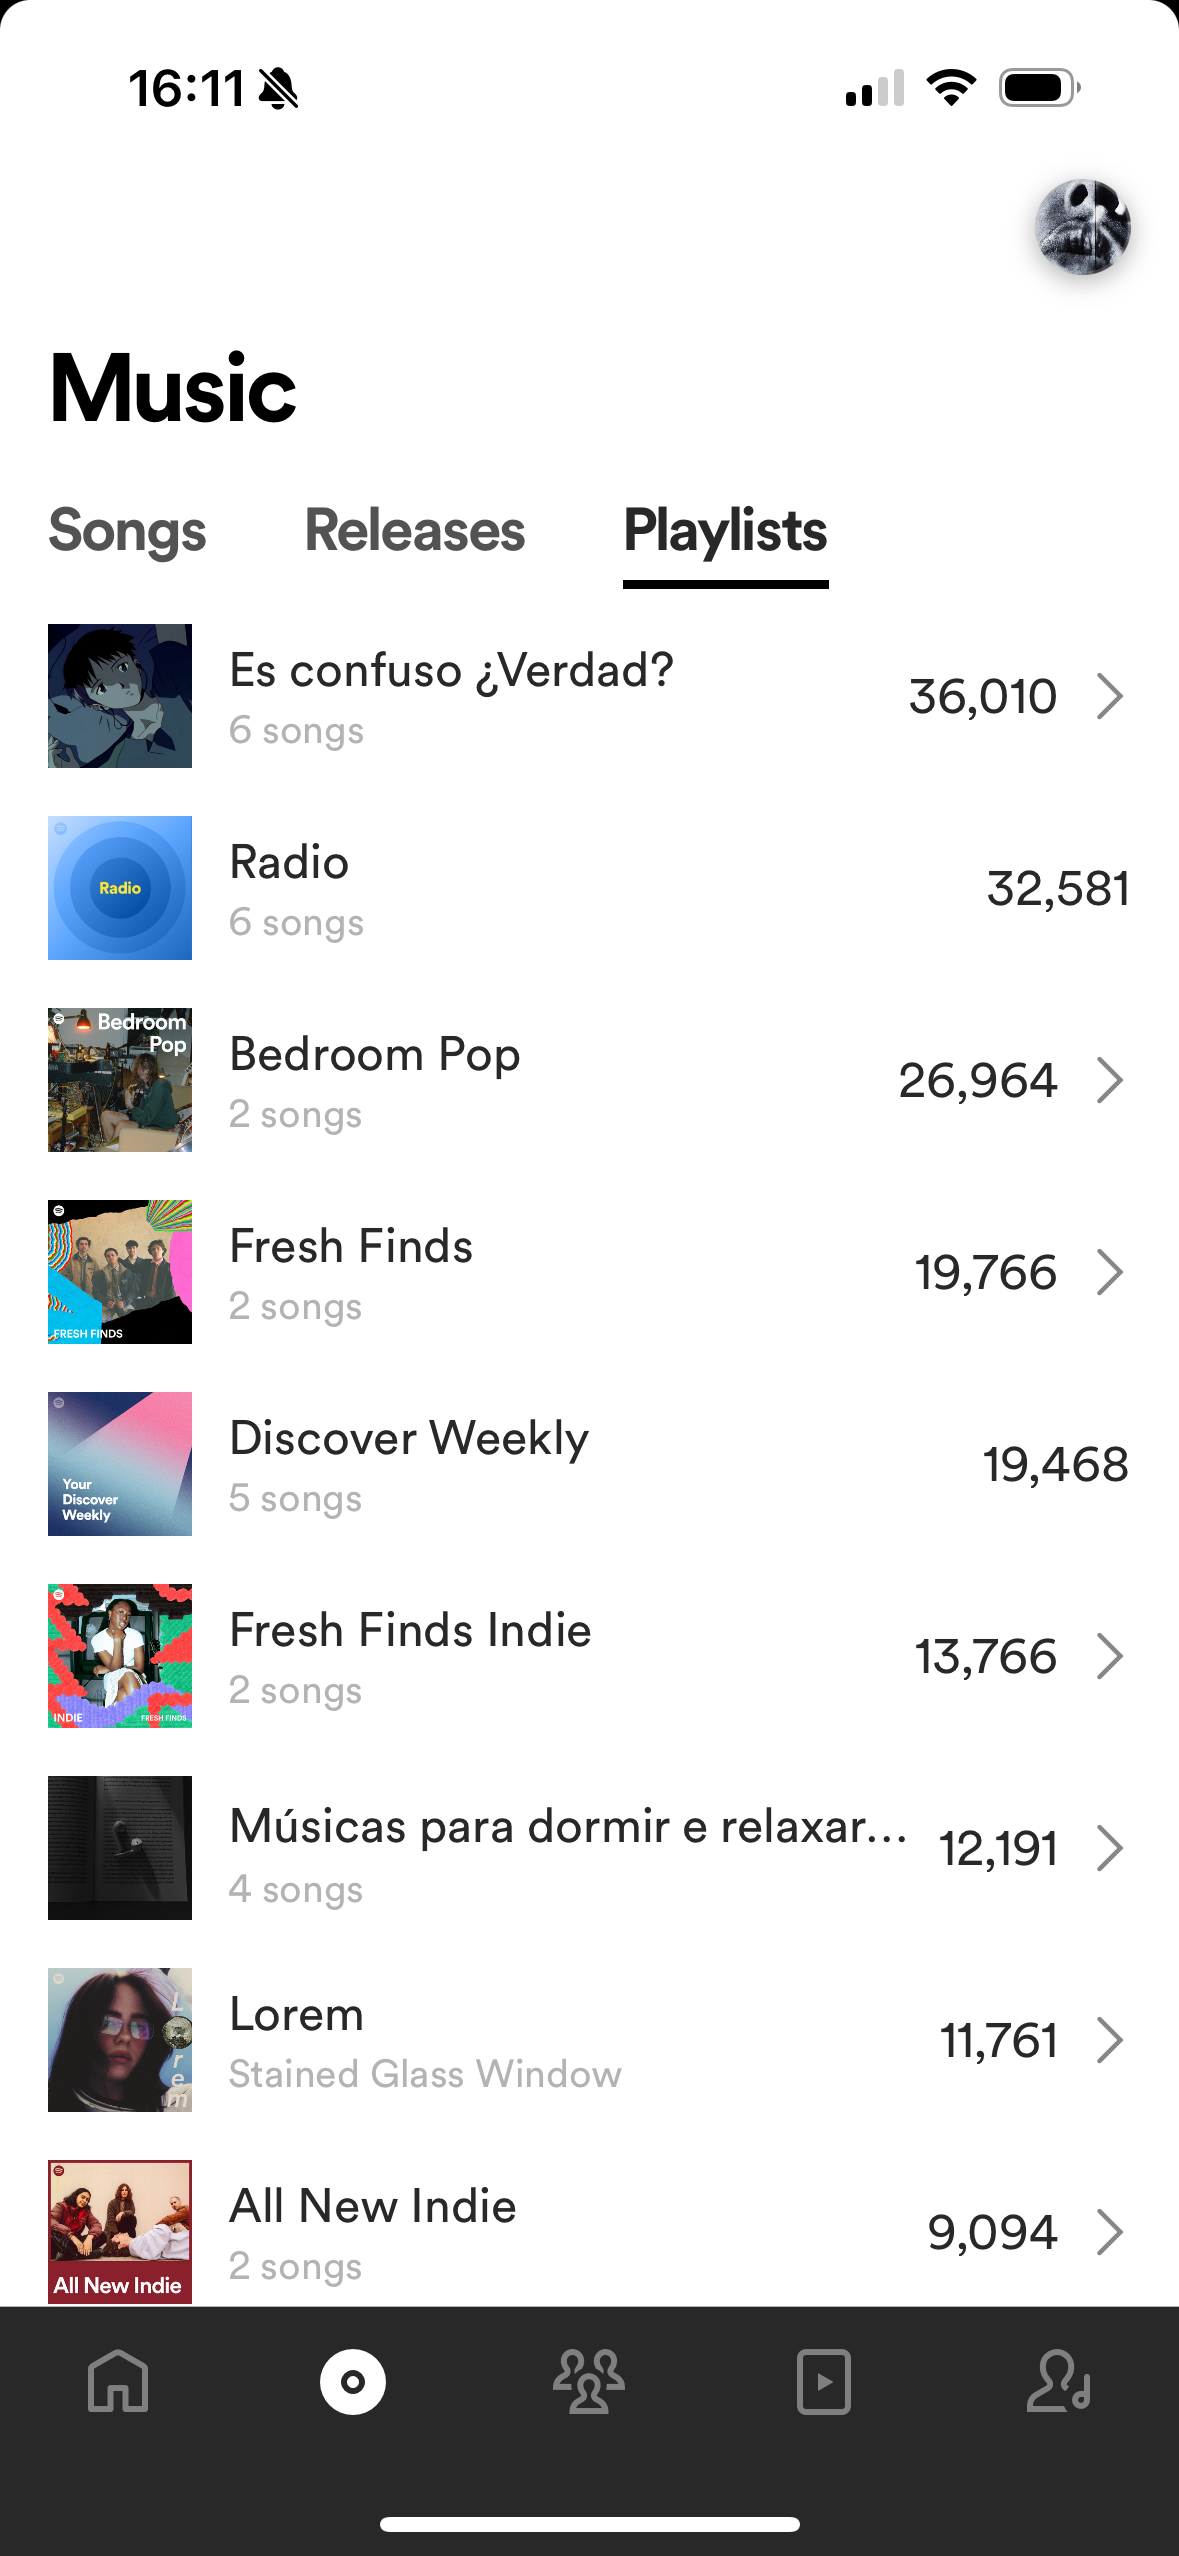 16:11
Music
Songs Releases Playlists
Es confuso ¿Verdad?
6 songs
36,010
Radio
Radio
6 songs
32,581
Bedroom
Pop
Bedroom Pop
2 songs
26,964
FRESH FINDS
Fresh Finds
2 songs
19,766
Your
Discover
Weekly
Discover Weekly
5 songs
19,468
INDIE FRESH FINDS
Fresh Finds Indie
2 songs
13,766
Músicas para dormir e relaxar...
4 songs
12,191
Lorem
Lorem
Stained Glass Window
11,761
All New Indie
All New Indie
2 songs
9,094